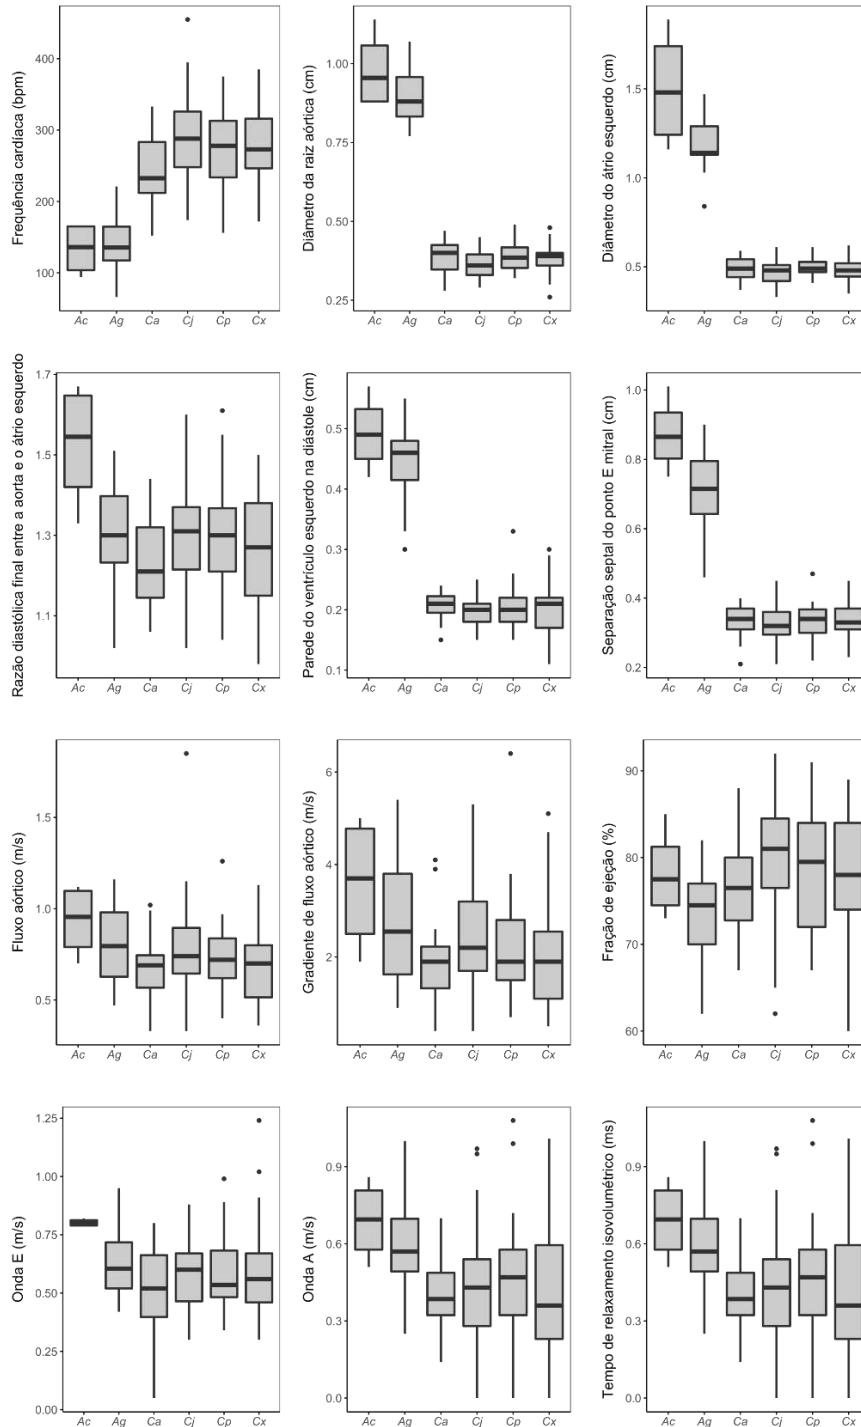 Frequência cardíaca (bpm)
400
300
200
100
Ac Ag Ca Cj Cp Cx
Diâmetro da raiz aórtica (cm)
1.00
0.75
0.50
0.25
Ac Ag Ca Cj Cp Cx
Diâmetro do átrio esquerdo (cm)
1.5
1.0
0.5
Ac Ag Ca Cj Cp Cx
Razão diastólica final entre a aorta e o átrio esquerdo
1.7
1.5
1.3
1.1
Ac Ag Ca Cj Cp Cx
Parede do ventrículo esquerdo na diástole (cm)
0.5
0.4
0.3
0.2
0.1
Ac Ag Ca Cj Cp Cx
Separação septal do ponto E mitral (cm)
1.0
0.8
0.6
0.4
0.2
Ac Ag Ca Cj Cp Cx
Fluxo aórtico (m/s)
1.5
1.0
0.5
Ac Ag Ca Cj Cp Cx
Gradiente de fluxo aórtico (m/s)
6
4
2
Ac Ag Ca Cj Cp Cx
Fração de ejeção (%)
90
80
70
60
Ac Ag Ca Cj Cp Cx
Onda E (m/s)
1.25
1.00
0.75
0.50
0.25
0.00
Ac Ag Ca Cj Cp Cx
Onda A (m/s)
0.9
0.6
0.3
0.0
Ac Ag Ca Cj Cp Cx
Tempo de relaxamento isovolumétrico (ms)
0.9
0.6
0.3
0.0
Ac Ag Ca Cj Cp Cx